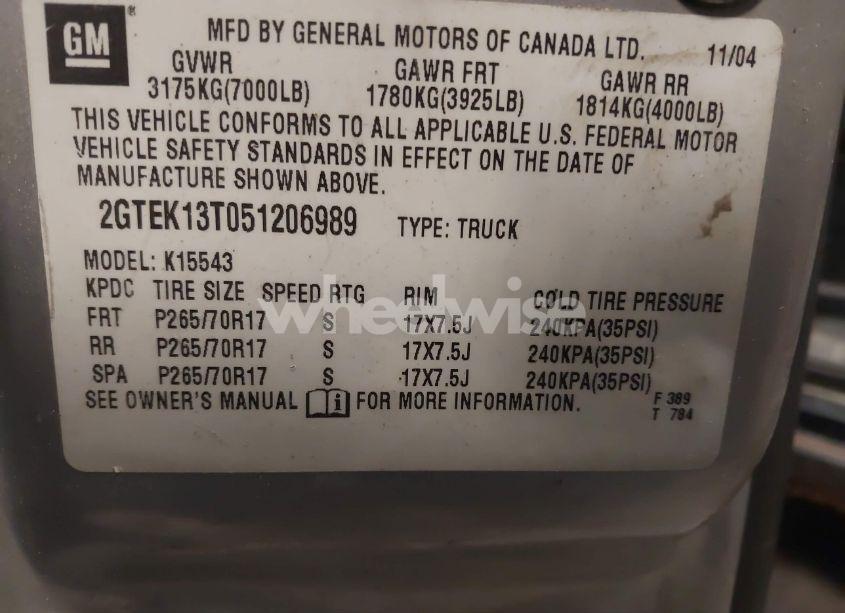 GM
MFD BY GENERAL MOTORS OF CANADA LTD. 11/04
GVWR GAWR FRT GAWR RR
3175KG(7000LB) 1780KG(3925LB) 1814KG(4000LB)
THIS VEHICLE CONFORMS TO ALL APPLICABLE U.S. FEDERAL MOTOR
VEHICLE SAFETY STANDARDS IN EFFECT ON THE DATE OF
MANUFACTURE SHOWN ABOVE.
2GTEK13T051206989 TYPE: TRUCK
MODEL: K15543
KPDC TIRE SIZE SPEED RTG RIM COLD TIRE PRESSURE
FRT P265/70R17 S 17X7.5J 240KPA(35PSI)
RR P265/70R17 S 17X7.5J 240KPA(35PSI)
SPA P265/70R17 S 17X7.5J 240KPA(35PSI)
SEE OWNER'S MANUAL i FOR MORE INFORMATION. F 389
T 784
wheelwise